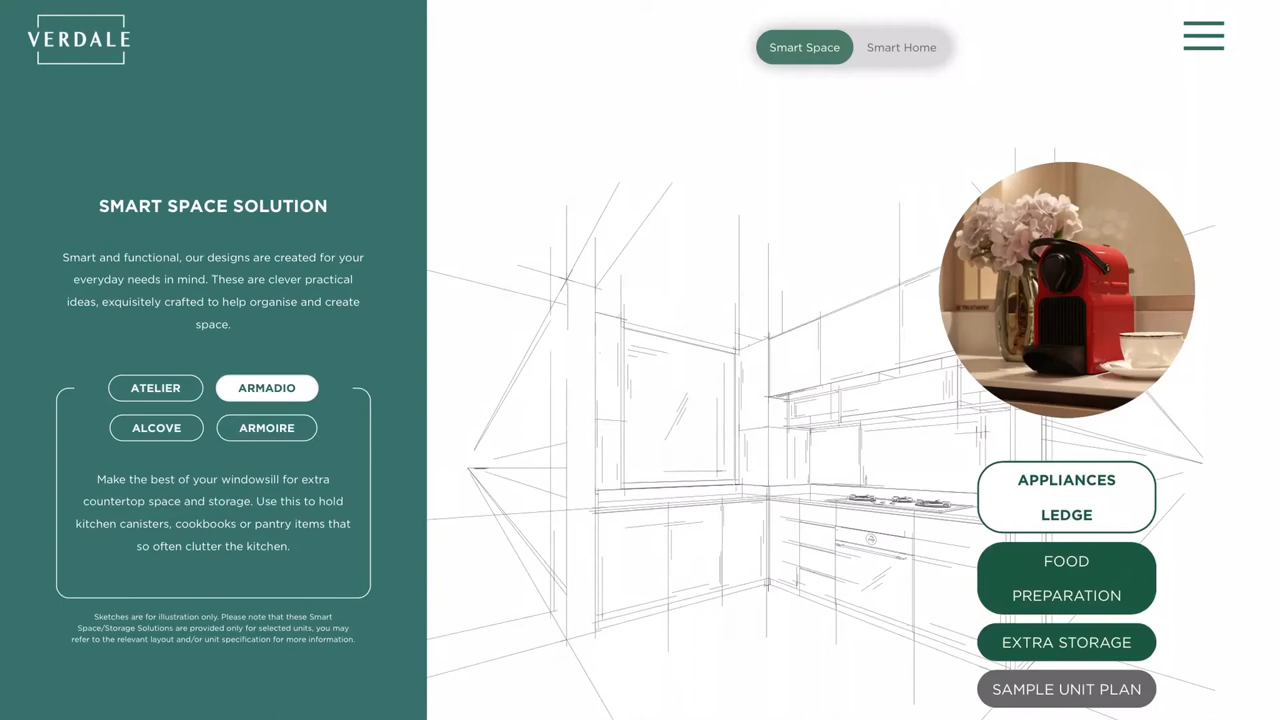 VERDALE
Smart Space
Smart Home
SMART SPACE SOLUTION
Smart and functional, our designs are created for your
everyday needs in mind. These are clever practical
ideas, exquisitely crafted to help organise and create
space.
ATELIER
ARMADIO
ALCOVE
ARMOIRE
Make the best of your windowsill for extra
countertop space and storage. Use this to hold
kitchen canisters, cookbooks or pantry items that
so often clutter the kitchen.
Sketches are for illustration only. Please note that these Smart
Space/Storage Solutions are provided only for selected units, you may
refer to the relevant layout and/or unit specification for more information.
APPLIANCES
LEDGE
FOOD
PREPARATION
EXTRA STORAGE
SAMPLE UNIT PLAN